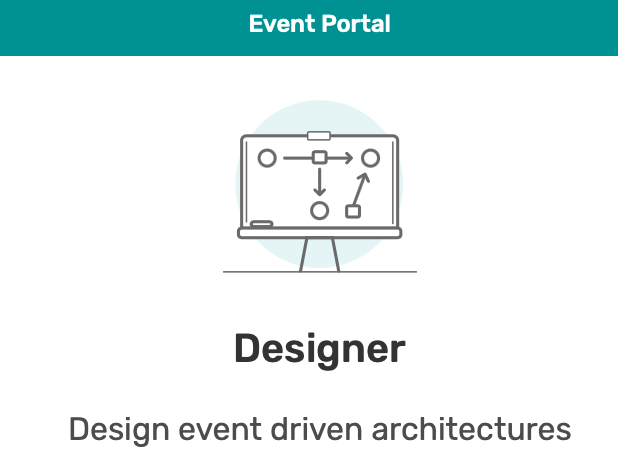 Event Portal
Designer
Design event driven architectures